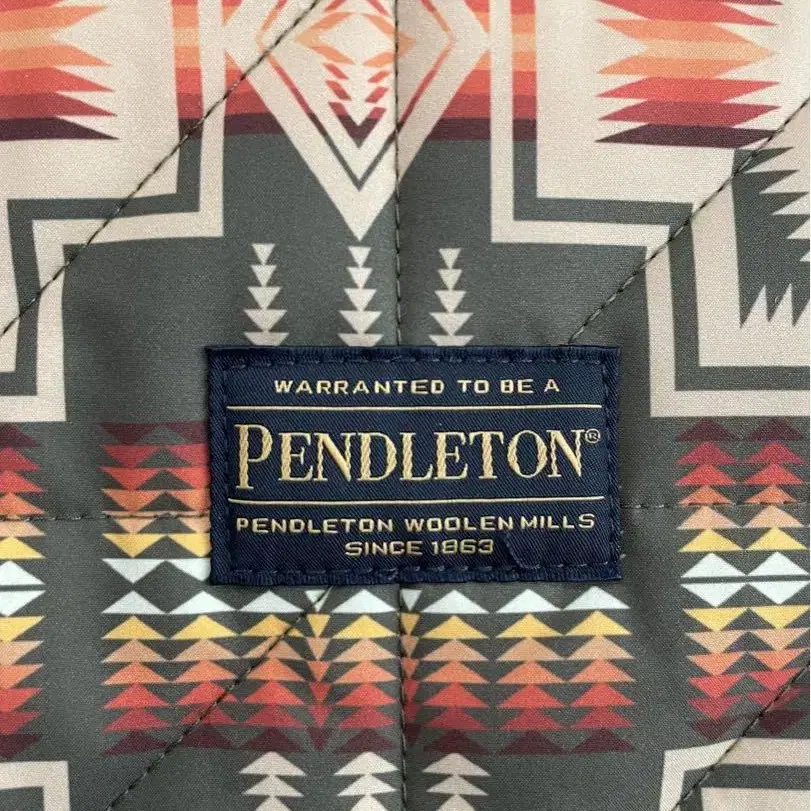 WARRANTED TO BE A
PENDLETON®
PENDLETON WOOLEN MILLS
SINCE 1863